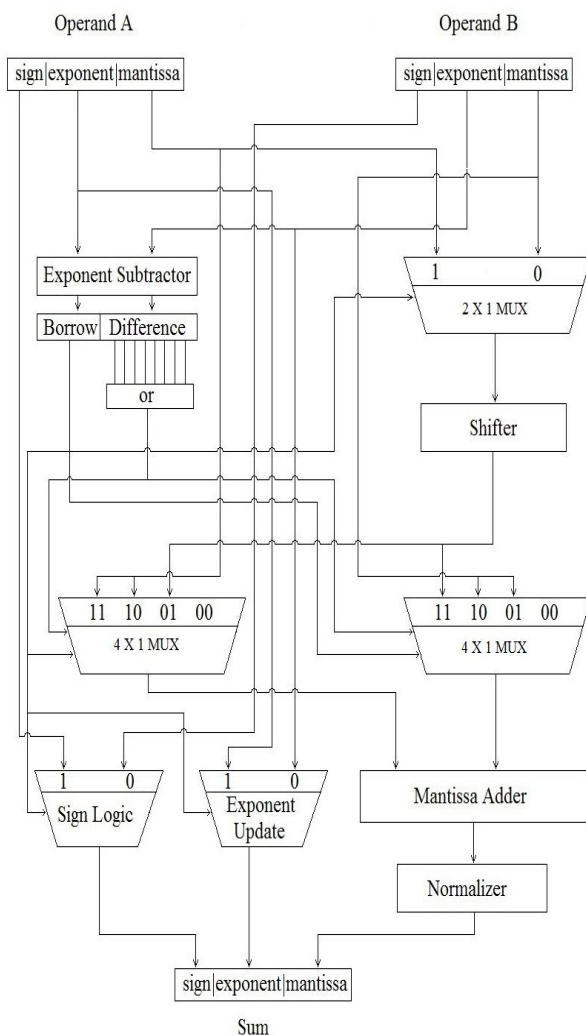 Operand A
Operand B
sign|exponent|mantissa
sign|exponent|mantissa
Exponent Subtractor
1 0
2 X 1 MUX
Borrow Difference
or
Shifter
11 10 01 00
4 X 1 MUX
11 10 01 00
4 X 1 MUX
1 0
Sign Logic
1 0
Exponent
Update
Mantissa Adder
Normalizer
sign|exponent|mantissa
Sum